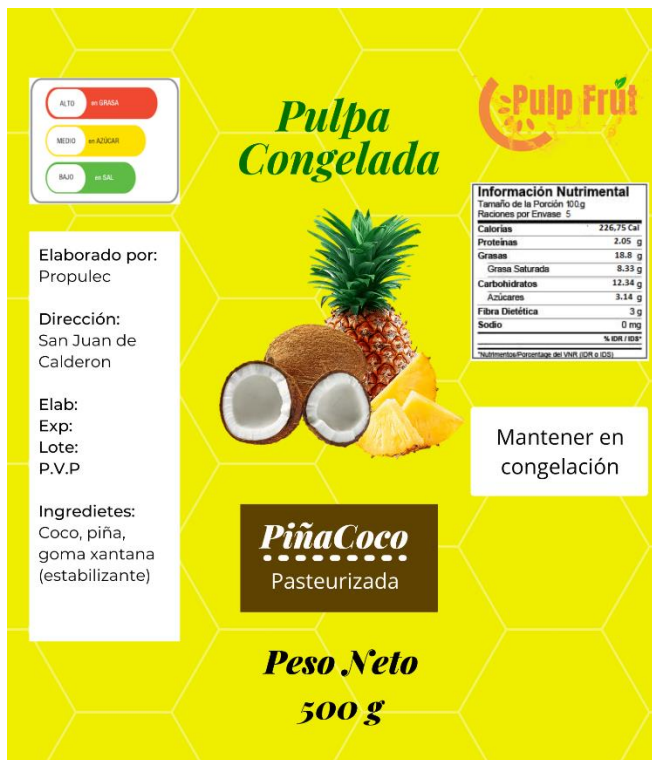 ALTO en GRASA
MEDIO en AZÚCAR
BAJO en SAL
Elaborado por:
Propulec
Dirección:
San Juan de
Calderon
Elab:
Exp:
Lote:
P.V.P
Ingredietes:
Coco, piña,
goma xantana
(estabilizante)
Pulpa
Congelada
PiñaCoco
Pasteurizada
Peso Neto
500 g
Pulp Frút
Información Nutrimental
Tamaño de la Porción 100.g
Raciones por Envase 5
Calorías 226,75 Cal
Proteínas 2.05 g
Grasas 18.8 g
Grasa Saturada 8.33 g
Carbohidratos 12.34 g
Azúcares 3.14 g
Fibra Dietética 3 g
Sodio 0 mg
% IDR / IDS*
*Nutrimentos/Porcentage del VNR (IDR o IDS)
Mantener en
congelación